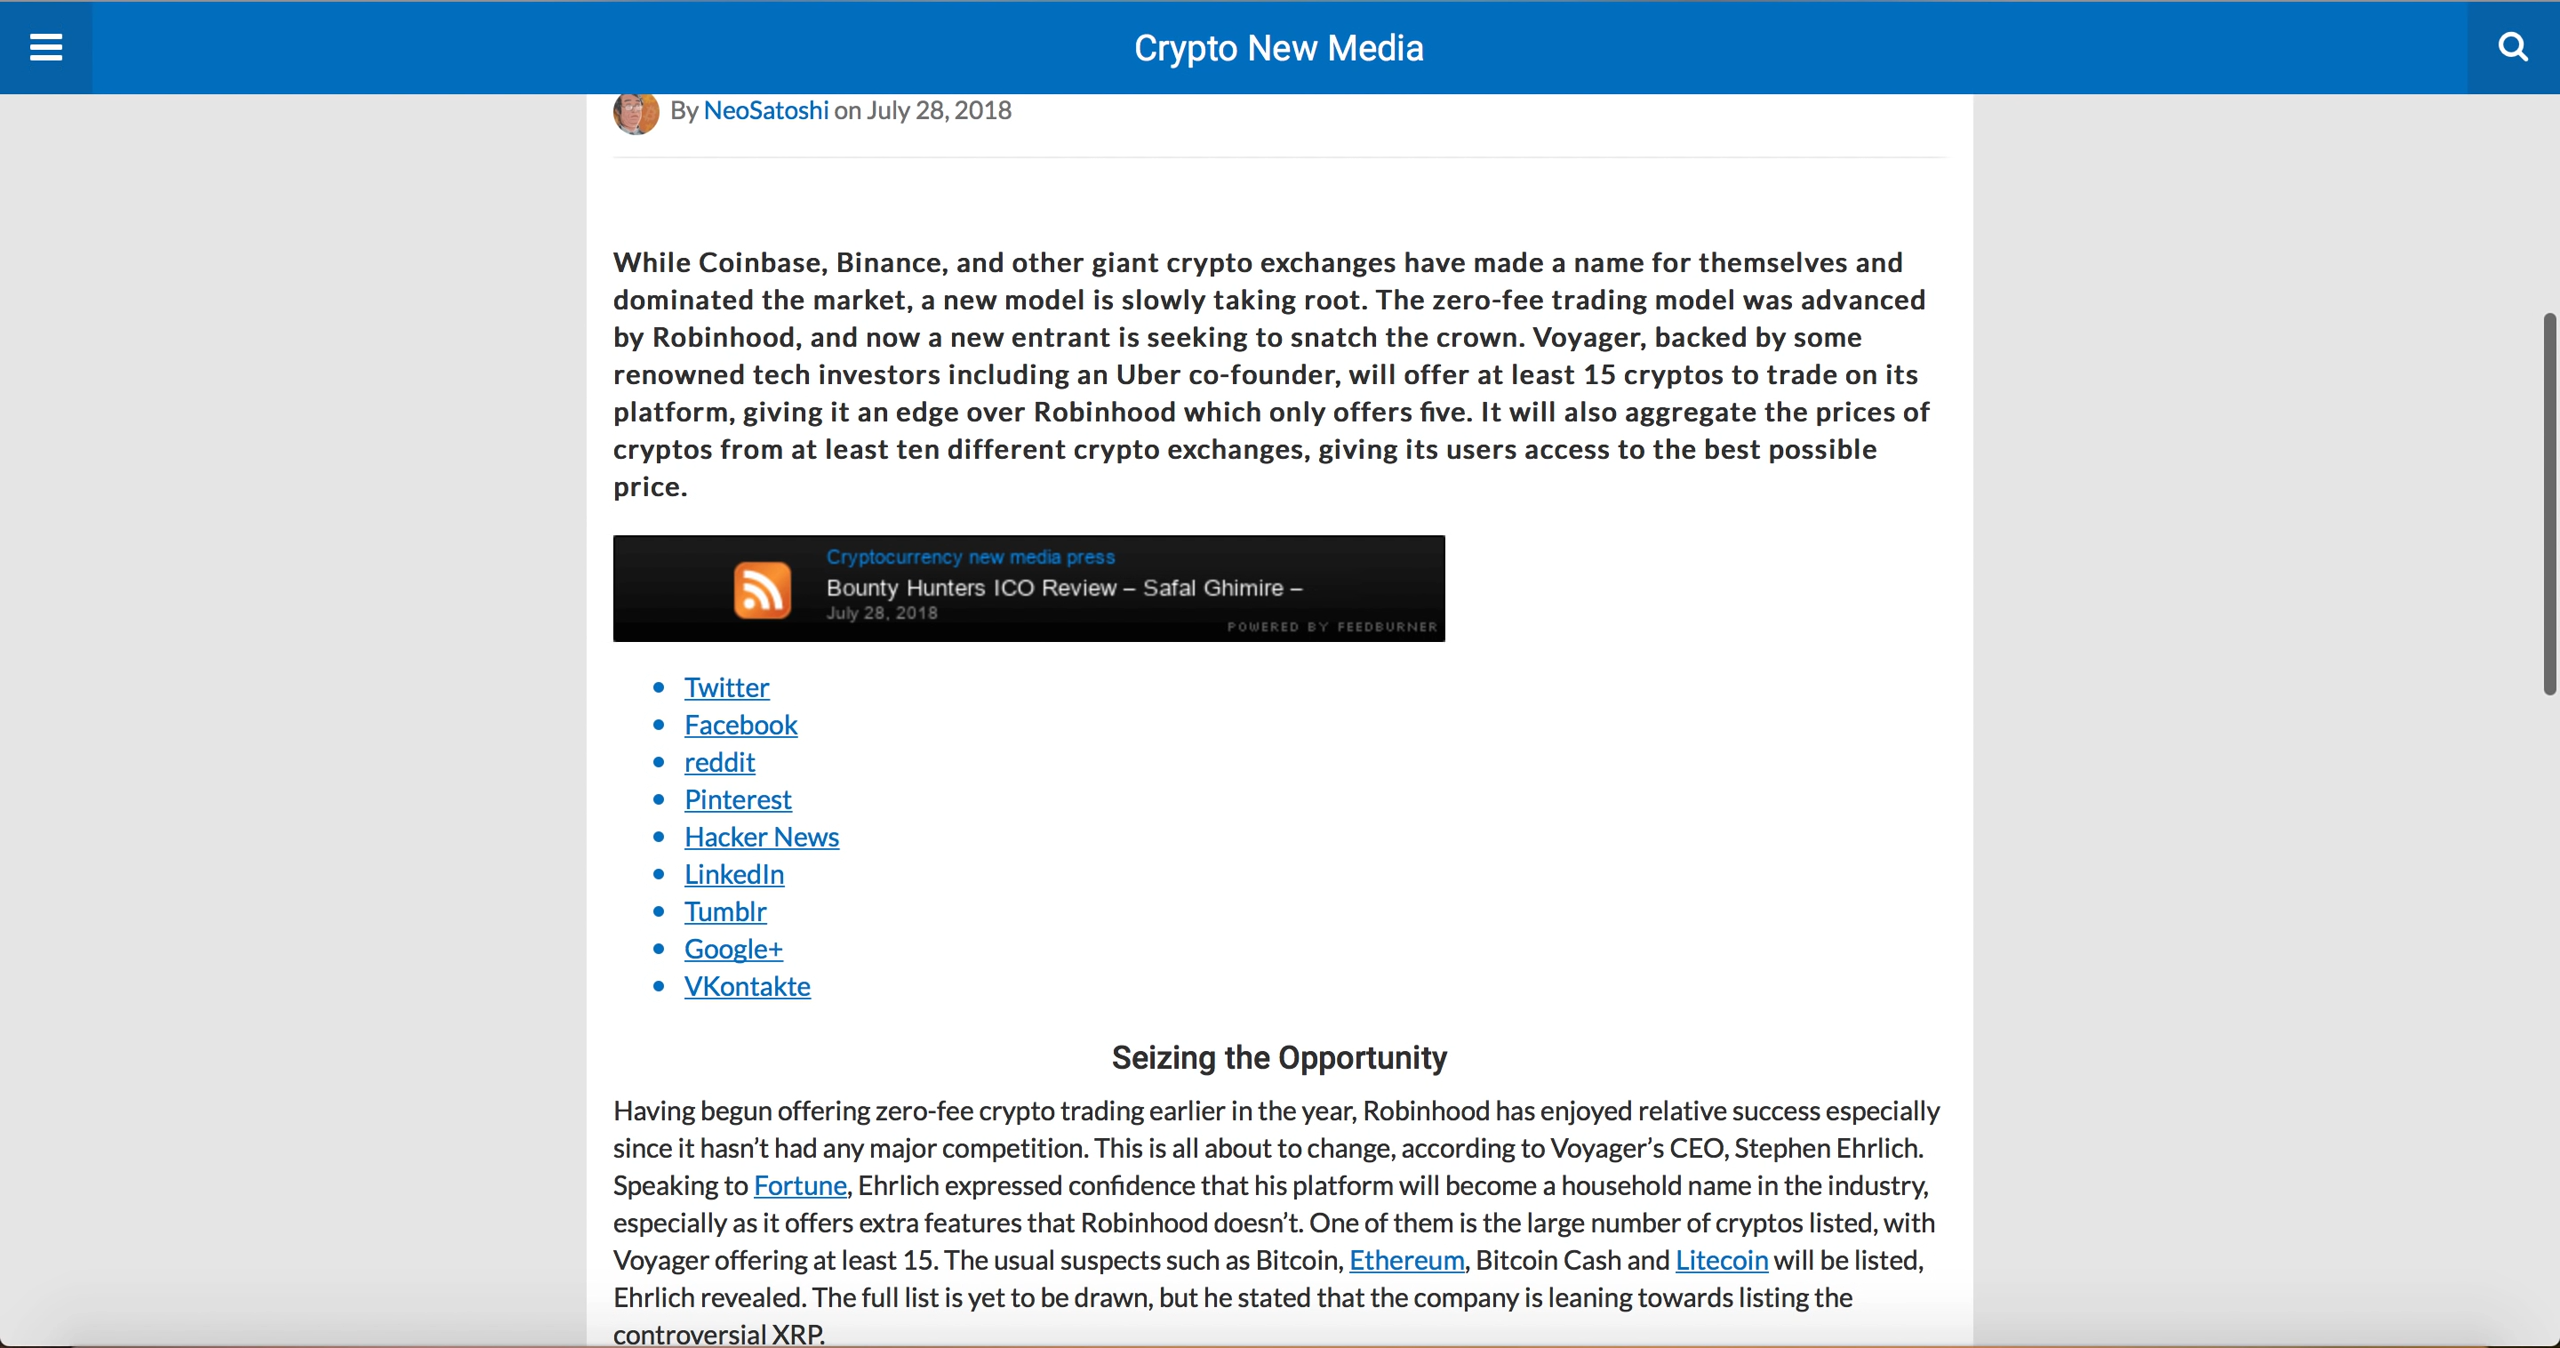 Crypto New Media
By NeoSatoshi on July 28, 2018
While Coinbase, Binance, and other giant crypto exchanges have made a name for themselves and
dominated the market, a new model is slowly taking root. The zero-fee trading model was advanced
by Robinhood, and now a new entrant is seeking to snatch the crown. Voyager, backed by some
renowned tech investors including an Uber co-founder, will offer at least 15 cryptos to trade on its
platform, giving it an edge over Robinhood which only offers five. It will also aggregate the prices of
cryptos from at least ten different crypto exchanges, giving its users access to the best possible
price.
Cryptocurrency new media press
Bounty Hunters ICO Review – Safal Ghimire –
July 28, 2018
POWERED BY FEEDBURNER
Twitter
Facebook
reddit
Pinterest
Hacker News
LinkedIn
Tumblr
Google+
VKontakte
Seizing the Opportunity
Having begun offering zero-fee crypto trading earlier in the year, Robinhood has enjoyed relative success especially
since it hasn’t had any major competition. This is all about to change, according to Voyager’s CEO, Stephen Ehrlich.
Speaking to Fortune, Ehrlich expressed confidence that his platform will become a household name in the industry,
especially as it offers extra features that Robinhood doesn’t. One of them is the large number of cryptos listed, with
Voyager offering at least 15. The usual suspects such as Bitcoin, Ethereum, Bitcoin Cash and Litecoin will be listed,
Ehrlich revealed. The full list is yet to be drawn, but he stated that the company is leaning towards listing the
controversial XRP.